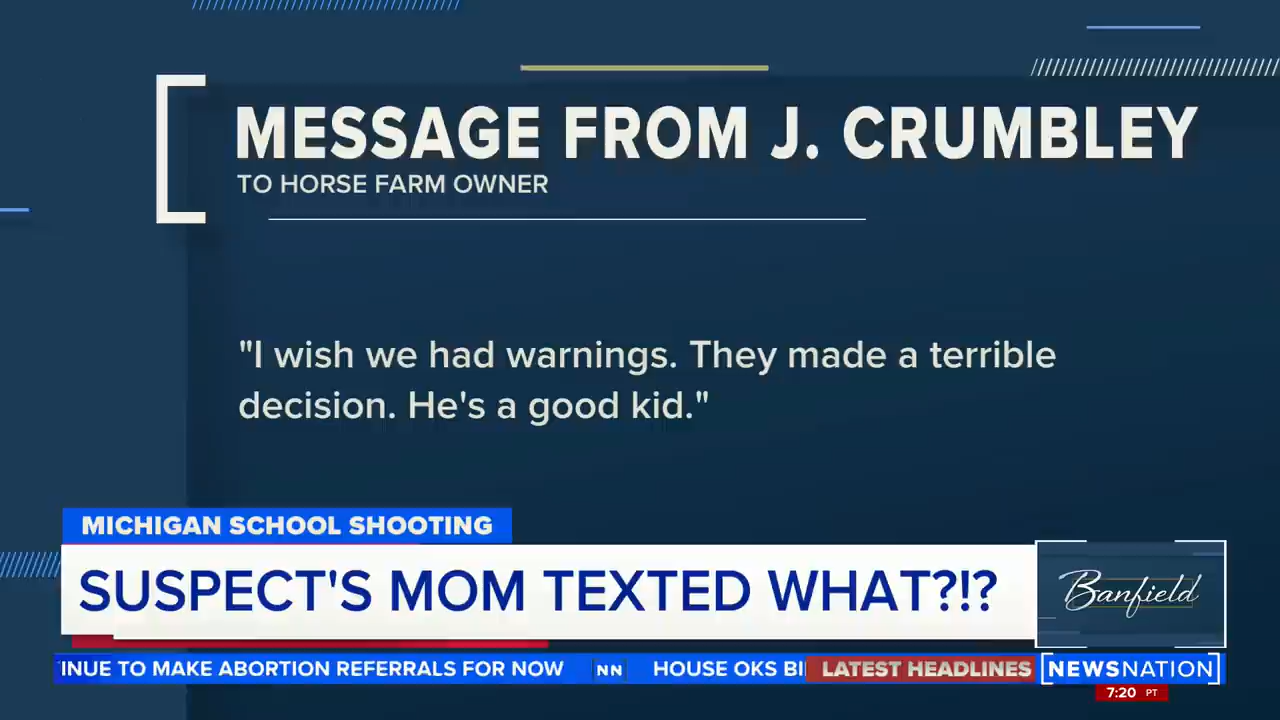 MESSAGE FROM J. CRUMBLEY
TO HORSE FARM OWNER
"I wish we had warnings. They made a terrible
decision. He's a good kid."
MICHIGAN SCHOOL SHOOTING
SUSPECT'S MOM TEXTED WHAT?!?
Banfield
INUE TO MAKE ABORTION REFERRALS FOR NOW NN HOUSE OKS BI LATEST HEADLINES NEWSNATION
7:20 PT